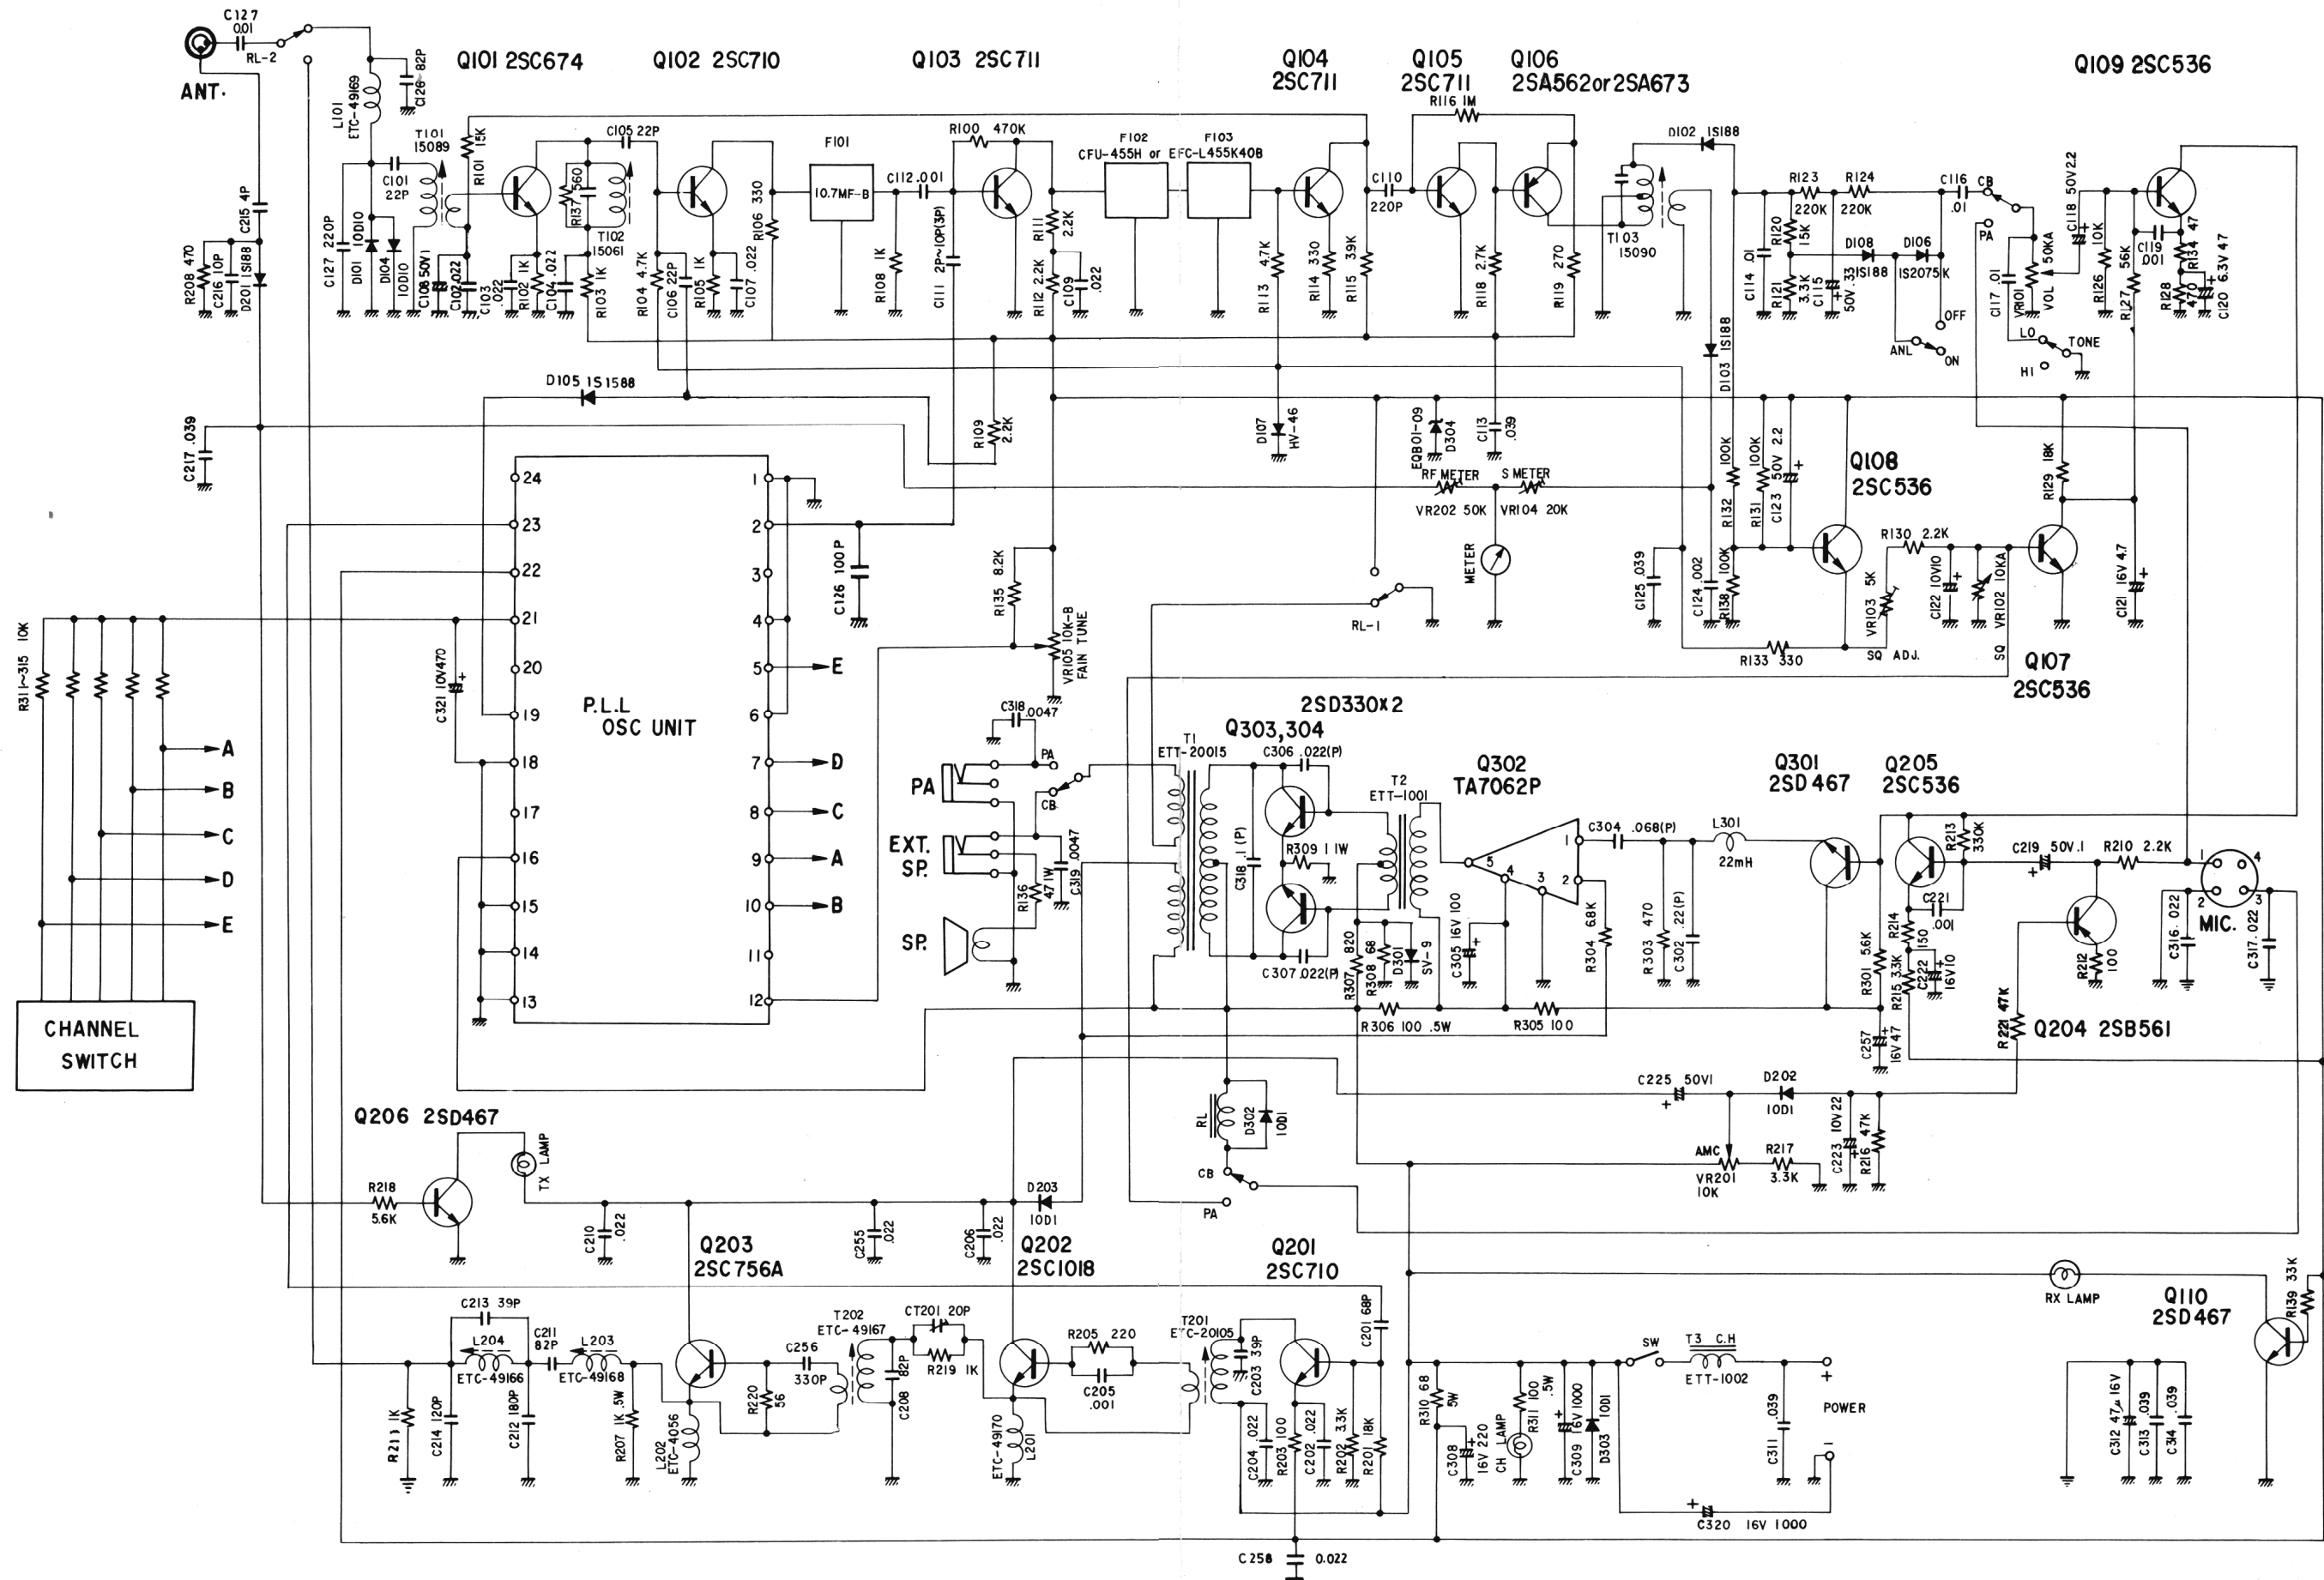 C127
0.01
RL-2
ANT.
L101
ETC-49169
C126 82P
Q101 2SC674
Q102 2SC710
Q103 2SC711
Q104
2SC711
Q105
2SC711
Q106
2SA562 or 2SA673
Q109 2SC536
T101
15089
R101 15K
C101
22P
C105 22P
R137 560
T102
15061
F101
10.7MF-B
R106 330
C112 .001
R100 470K
F102
CFU-455H or EFC-L455K40B
F103
C110
220P
R116 1M
D102 1S188
T103
15090
R123
220K
R124
220K
C116
.01
CB
PA
C118 50V 2.2
C215 4P
R208 470
C216 10P
D201 1S188
C127 220P
D101 10D10
D104
10D10
C108 50V1
C102 .022
C103
.022
R102 1K
C104 .022
R103 1K
R104 4.7K
C106 22P
R105 1K
C107 .022
R108 1K
C111 2P~10P(3P)
R111
2.2K
R112 2.2K
C109
.022
R113 4.7K
R114 330
R115 3.9K
R118 2.7K
R119 270
C114 .01
R120
15K
R121
3.3K
C115
50V .33
D108
1S188
D106
1S2075K
ANL
OFF
ON
C117 .01
VR101 50KA
VOL
LO
HI
TONE
R126 10K
R127 56K
C119
.001
R134 47
R128
470
C120 6.3V 47
D105 1S1588
R109
2.2K
D107
HV-46
EQB01-09
D304
C113
.039
D103 1S188
RF METER
S METER
VR202 50K
VR104 20K
METER
R132 100K
R131 100K
C123 50V 2.2
Q108
2SC536
R129 18K
C217 .039
P.L.L
OSC UNIT
24
23
22
21
20
19
18
17
16
15
14
13
1
2
3
4
5
6
7
8
9
10
11
12
E
D
C
A
B
C126 100P
R135 8.2K
VR105 10K-B
FAIN TUNE
RL-1
C125 .039
C124 .002
R138 100K
R133 330
VR103 5K
SQ ADJ.
R130 2.2K
C122 10V10
VR102 10KA
SQ
Q107
2SC536
C121 16V 4.7
R311~315 10K
C321 10V470
A
B
C
D
E
CHANNEL
SWITCH
C318 .0047
PA
PA
CB
EXT.
SP.
R136
47 1W
C319 .0047
SP.
T1
ETT-20015
2SD330x2
Q303,304
C306 .022(P)
C318 .1 (P)
R309 1 1W
C307 .022(P)
T2
ETT-1001
R307 820
R308 68
D301
SV-9
R306 100 .5W
Q302
TA7062P
1
2
3
4
5
C305 16V 100
R305 100
C304 .068(P)
R304 6.8K
R303 470
C302 .22(P)
L301
22mH
Q301
2SD467
Q205
2SC536
R213
330K
C221
.001
R214
150
R301 5.6K
R215 3.3K
C222
16V10
C257
16V 47
C219 50V .1
R210 2.2K
R212
100
R221 47K
Q204 2SB561
1
2
3
4
MIC.
C316 .022
C317 .022
Q206 2SD467
R218
5.6K
TX LAMP
C210
.022
C255
.022
C206
.022
D203
10D1
RL
D302
10D1
CB
PA
C225 50V1
D202
10D1
AMC
VR201
10K
R217
3.3K
C223 10V22
R216 47K
Q203
2SC756A
Q202
2SC1018
Q201
2SC710
C213 39P
L204
ETC-49166
C211
82P
L203
ETC-49168
R211 1K
C214 120P
C212 180P
R207 1K .5W
L202
ETC-4056
R220
56
C256
330P
T202
ETC-49167
C208 82P
CT201 20P
R219 1K
ETC-49170
L201
R205 220
C205
.001
T201
ETC-20105
C203 39P
C204 .022
R203 100
C202 .022
R202 3.3K
R201 18K
C201 68P
C258 0.022
R310 68
5W
C308
16V 220
CH LAMP
R311 100
.5W
C309 16V 1000
D303
10D1
SW
T3 C.H
ETT-1002
C311 .039
+
POWER
−
C320 16V 1000
RX LAMP
Q110
2SD467
R139 33K
C312 47μ 16V
C313 .039
C314 .039